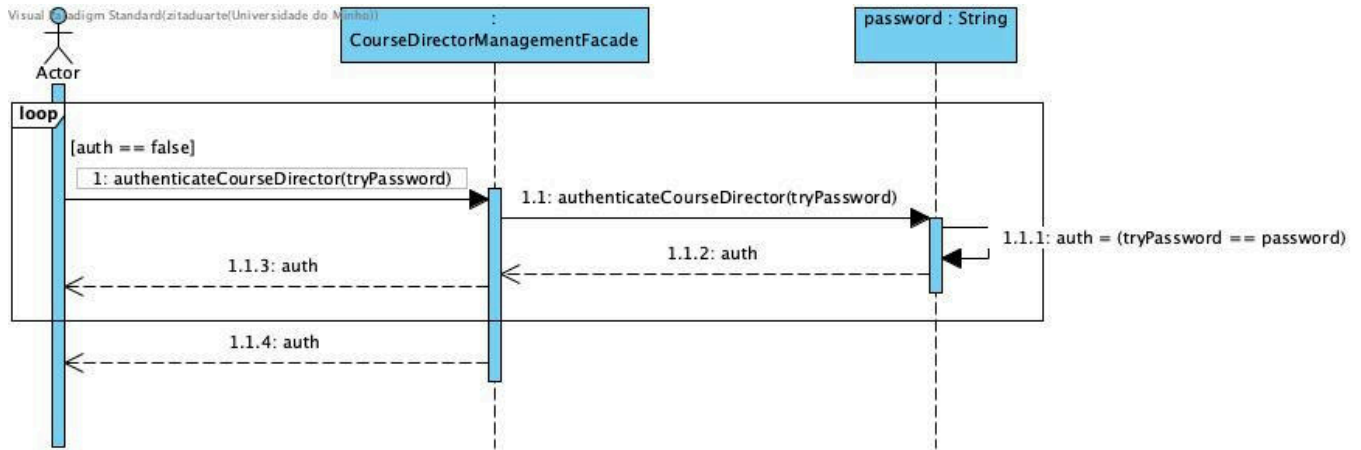 Visual Paradigm Standard(zitaduarte(Universidade do Minho))
Actor
:
CourseDirectorManagementFacade
password : String
loop
[auth == false]
1: authenticateCourseDirector(tryPassword)
1.1: authenticateCourseDirector(tryPassword)
1.1.1: auth = (tryPassword == password)
1.1.2: auth
1.1.3: auth
1.1.4: auth